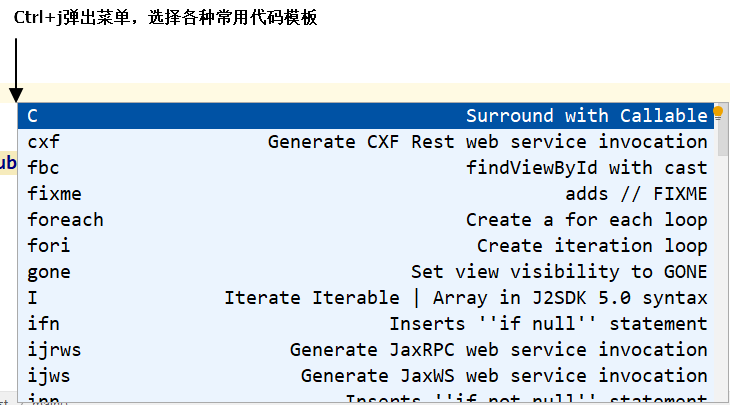 Ctrl+j弹出菜单，选择各种常用代码模板
C Surround with Callable
cxf Generate CXF Rest web service invocation
ub
fbc findViewById with cast
fixme adds // FIXME
foreach Create a for each loop
fori Create iteration loop
gone Set view visibility to GONE
I Iterate Iterable | Array in J2SDK 5.0 syntax
ifn Inserts ''if null'' statement
ijrws Generate JaxRPC web service invocation
ijws Generate JaxWS web service invocation
inn Inserts ''if not null'' statement